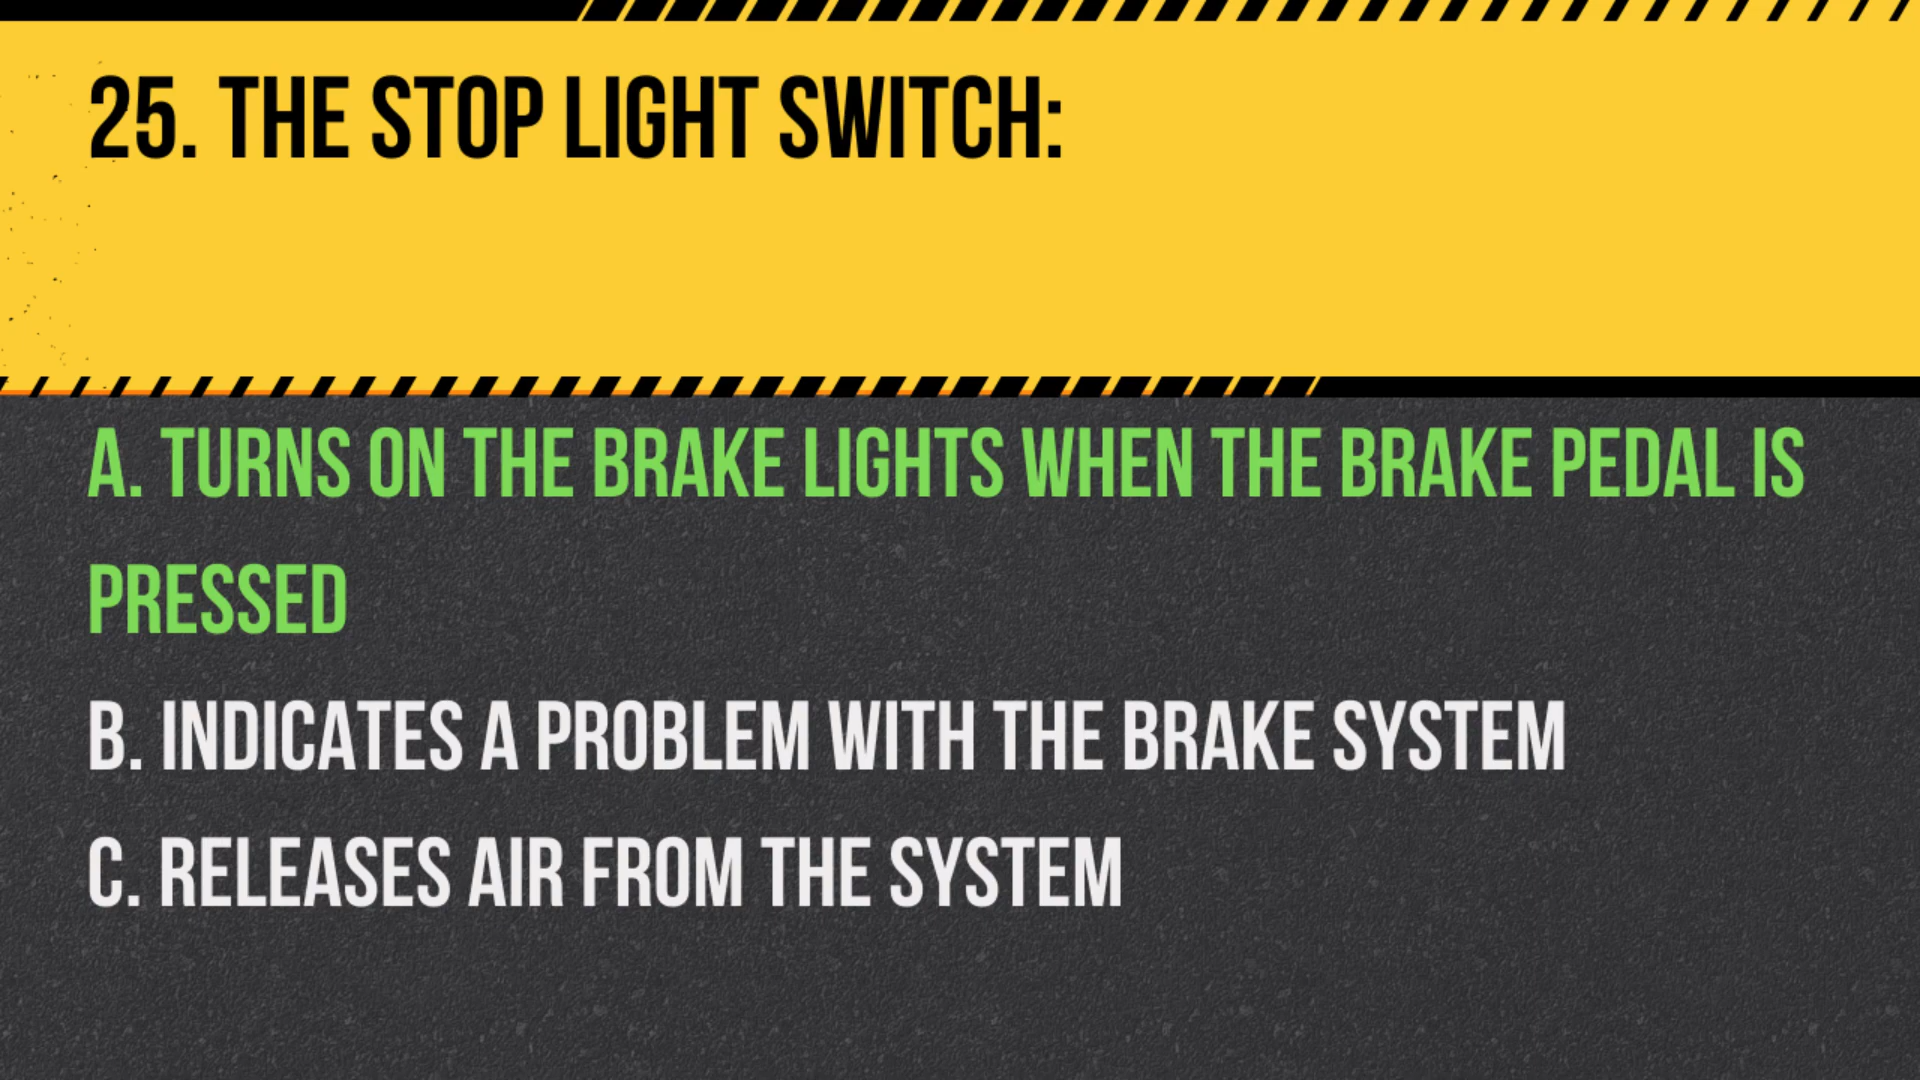 25. THE STOP LIGHT SWITCH:
A. TURNS ON THE BRAKE LIGHTS WHEN THE BRAKE PEDAL IS
PRESSED
B. INDICATES A PROBLEM WITH THE BRAKE SYSTEM
C. RELEASES AIR FROM THE SYSTEM